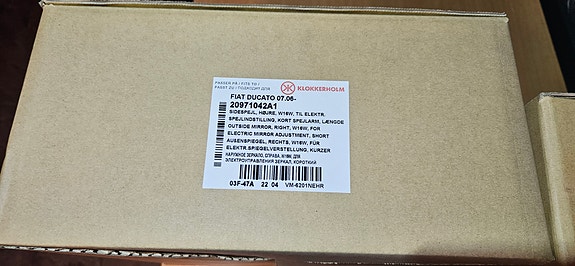 PASSER PÅ / FITS TO /
PASST ZU / ПОДХОДИТ ДЛЯ
KLOKKERHOLM
FIAT DUCATO 07.06-
20971042A1
SIDESPEJL, HØJRE, W16W, TIL ELEKTR.
SPEJLINDSTILLING, KORT SPEJLARM, LÆNGDE
OUTSIDE MIRROR, RIGHT, W16W, FOR
ELECTRIC MIRROR ADJUSTMENT, SHORT
AUßENSPIEGEL, RECHTS, W16W, FÜR
ELEKTR.SPIEGELVERSTELLUNG, KURZER
НАРУЖНОЕ ЗЕРКАЛО, СПРАВА, W16W, ДЛЯ
ЭЛЕКТРОУПРАВЛЕНИЯ ЗЕРКАЛ, КОРОТКИЙ
03F-47A 22 04 VM-6201NEHR